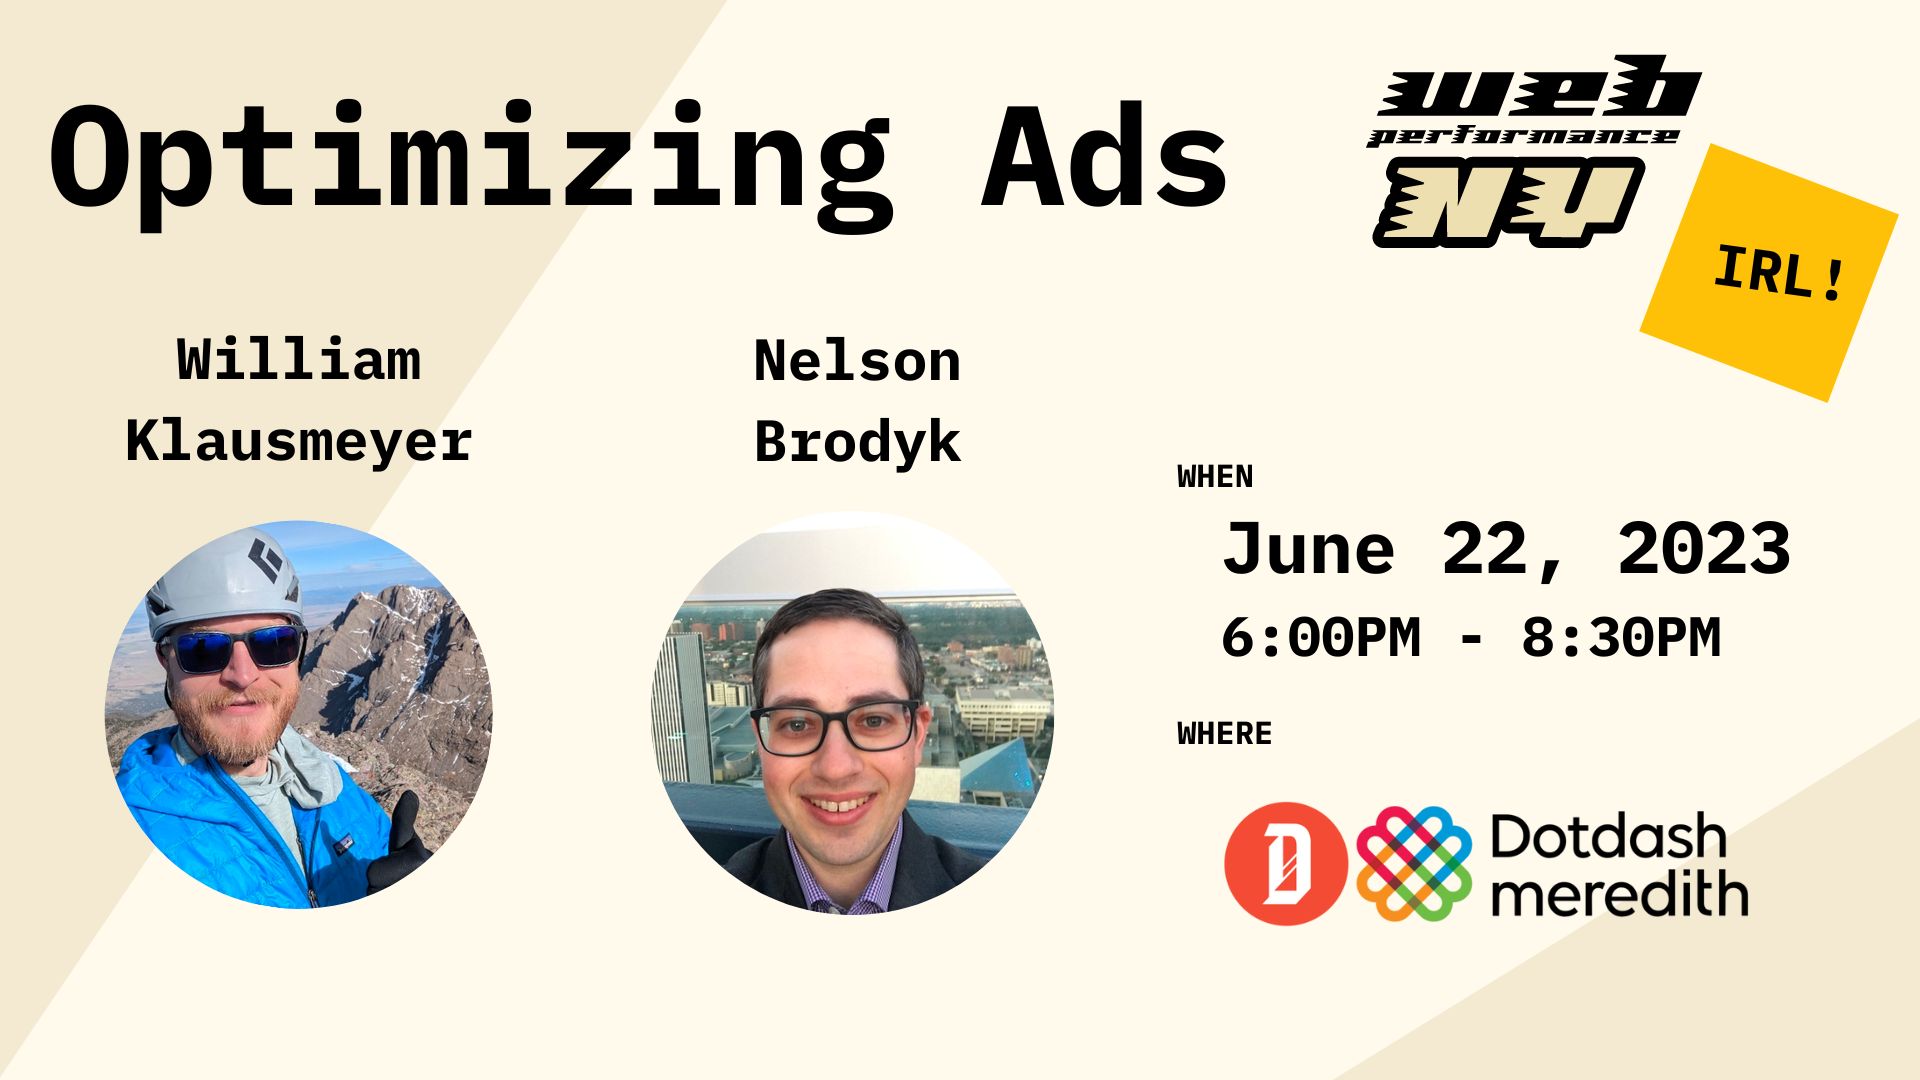 Optimizing Ads
web
performance
NY
IRL!
William
Klausmeyer
Nelson
Brodyk
WHEN
June 22, 2023
6:00PM - 8:30PM
WHERE
D
Dotdash
meredith